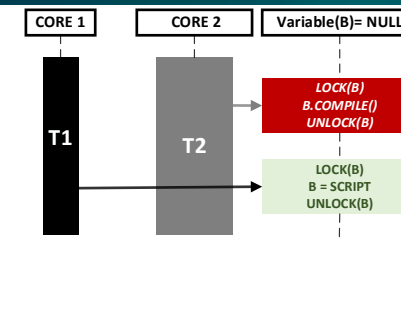 CORE 1
CORE 2
Variable(B)= NULL
LOCK(B)
B.COMPILE()
UNLOCK(B)
T1
T2
LOCK(B)
B = SCRIPT
UNLOCK(B)